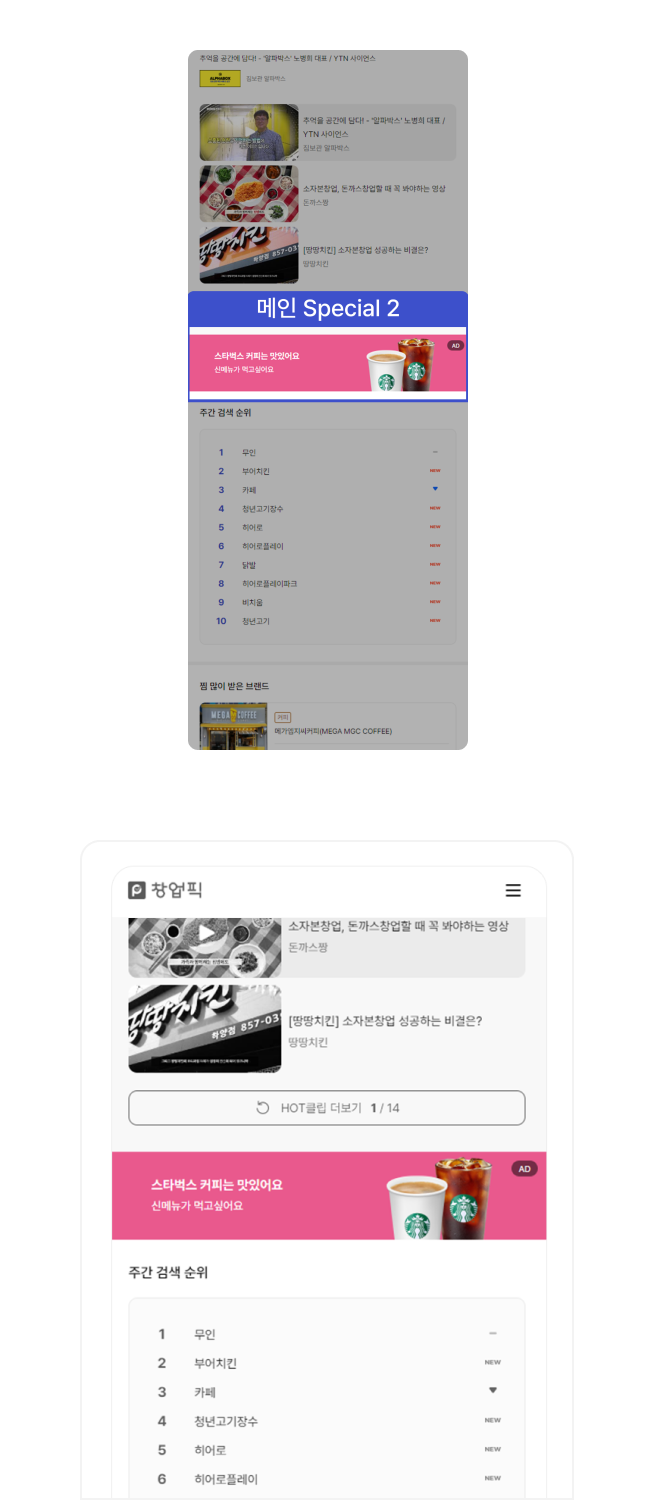 추억을 공간에 담다! - '알파박스' 노병희 대표 / YTN 사이언스
ALPHABOX
짐보관 알파박스
추억을 공간에 담다! - '알파박스' 노병희 대표 /
YTN 사이언스
짐보관 알파박스
소자본창업, 돈까스창업할 때 꼭 봐야하는 영상
돈까스짱
땅땅치킨
하양점 857-03
[땅땅치킨] 소자본창업 성공하는 비결은?
땅땅치킨
메인 Special 2
스타벅스 커피는 맛있어요
신메뉴가 먹고싶어요
AD
주간 검색 순위
1 무인 –
2 부어치킨 NEW
3 카페 ▼
4 청년고기장수 NEW
5 히어로 NEW
6 히어로플레이 NEW
7 닭발 NEW
8 히어로플레이파크 NEW
9 비치울 NEW
10 청년고기 NEW
찜 많이 받은 브랜드
MEGA COFFEE
커피
메가엠지씨커피(MEGA MGC COFFEE)
창업픽
소자본창업, 돈까스창업할 때 꼭 봐야하는 영상
돈까스짱
땅땅치킨
하양점 857-03
[땅땅치킨] 소자본창업 성공하는 비결은?
땅땅치킨
HOT클립 더보기 1 / 14
스타벅스 커피는 맛있어요
신메뉴가 먹고싶어요
AD
주간 검색 순위
1 무인 –
2 부어치킨 NEW
3 카페 ▼
4 청년고기장수 NEW
5 히어로 NEW
6 히어로플레이 NEW